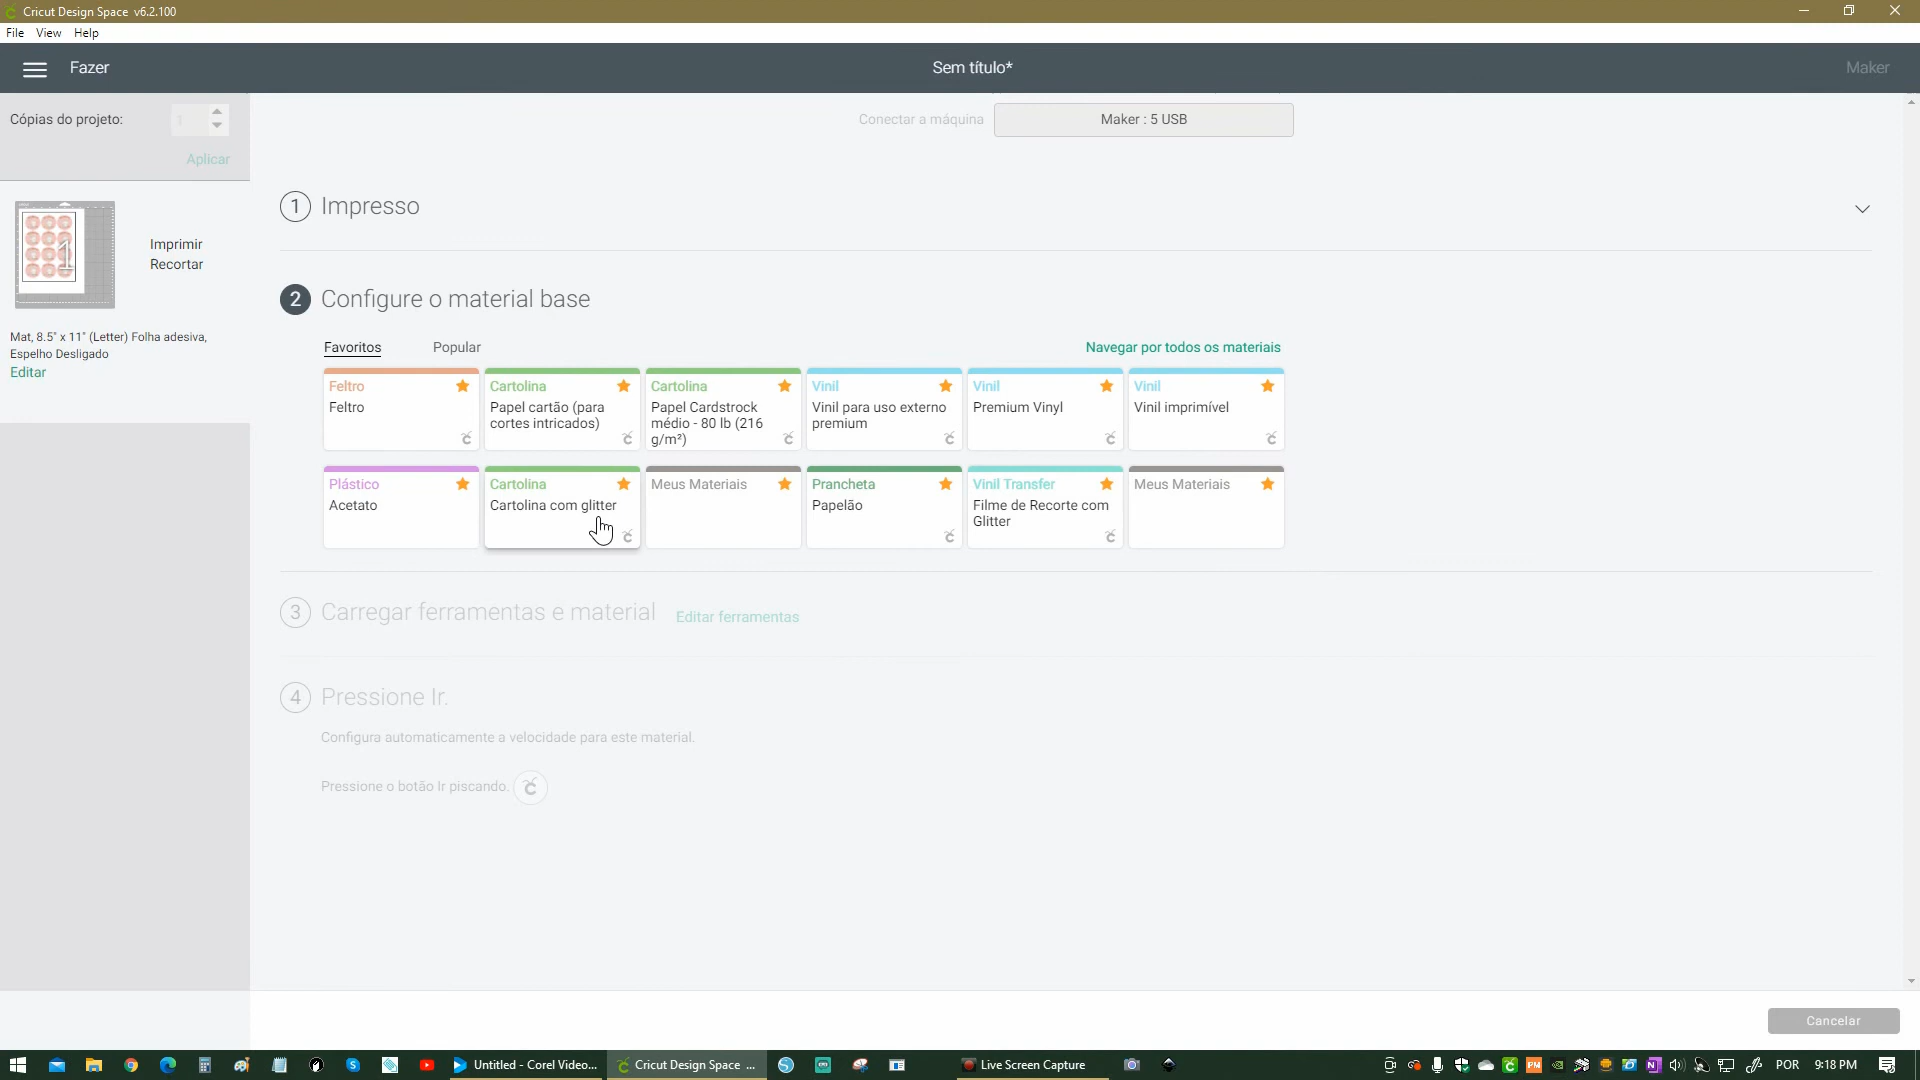 Cricut Design Space v6.2.100
File View Help
Fazer
Sem título*
Maker
Cópias do projeto:
1
Aplicar
Conectar a máquina
Maker : 5 USB
1
Imprimir
Recortar
Mat, 8.5" x 11" (Letter) Folha adesiva,
Espelho Desligado
Editar
1 Impresso
2 Configure o material base
Favoritos
Popular
Navegar por todos os materiais
Feltro
Feltro
Cartolina
Papel cartão (para
cortes intricados)
Cartolina
Papel Cardstrock
médio - 80 lb (216
g/m²)
Vinil
Vinil para uso externo
premium
Vinil
Premium Vinyl
Vinil
Vinil imprimível
Plástico
Acetato
Cartolina
Cartolina com glitter
Meus Materiais
Prancheta
Papelão
Vinil Transfer
Filme de Recorte com
Glitter
Meus Materiais
3 Carregar ferramentas e material
Editar ferramentas
4 Pressione Ir.
Configura automaticamente a velocidade para este material.
Pressione o botão Ir piscando.
Cancelar
Untitled - Corel Video...
Cricut Design Space ...
Live Screen Capture
POR
9:18 PM